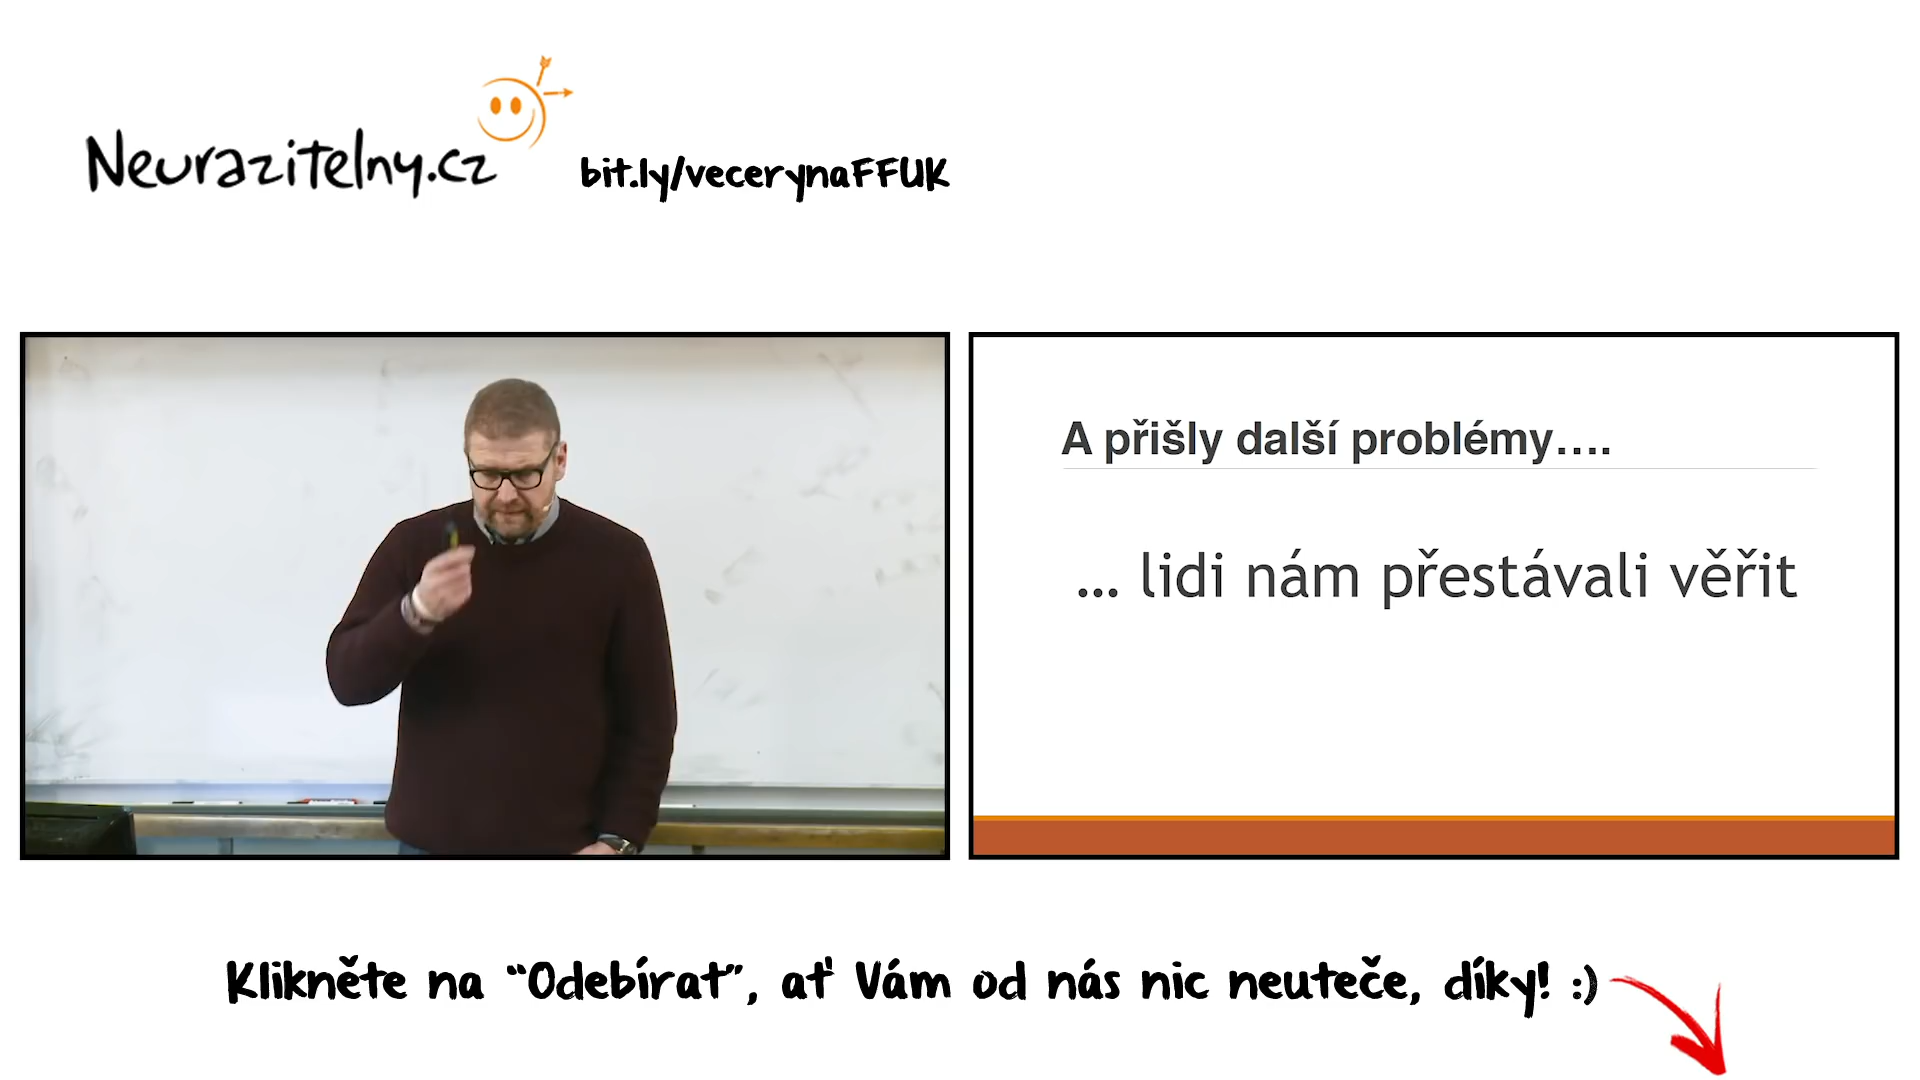 Neurazitelny.cz
bit.ly/vecerynaFFUK
A přišly další problémy....
... lidi nám přestávali věřit
Klikněte na “Odebírat”, ať Vám od nás nic neuteče, díky! :)